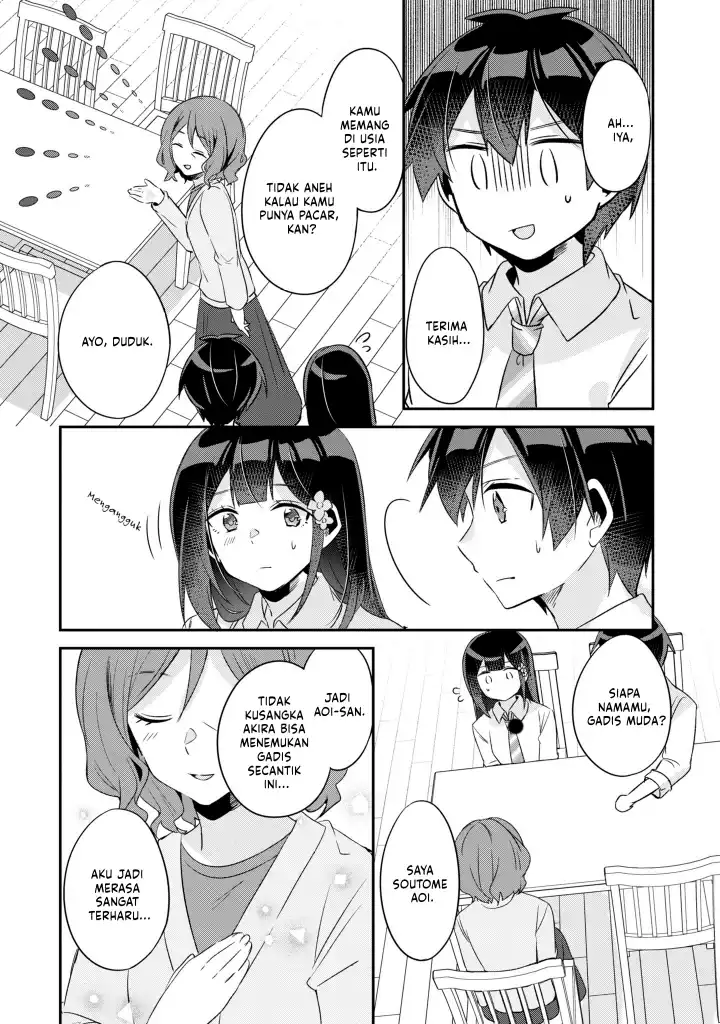 AH...
IYA,
TERIMA
KASIH...
KAMU
MEMANG
DI USIA
SEPERTI
ITU.
TIDAK ANEH
KALAU KAMU
PUNYA PACAR,
KAN?
AYO, DUDUK.
Mengangguk
SIAPA
NAMAMU,
GADIS MUDA?
SAYA
SOUTOME
AOI.
JADI
AOI-SAN.
TIDAK
KUSANGKA
AKIRA BISA
MENEMUKAN
GADIS
SECANTIK
INI...
AKU JADI
MERASA
SANGAT
TERHARU...